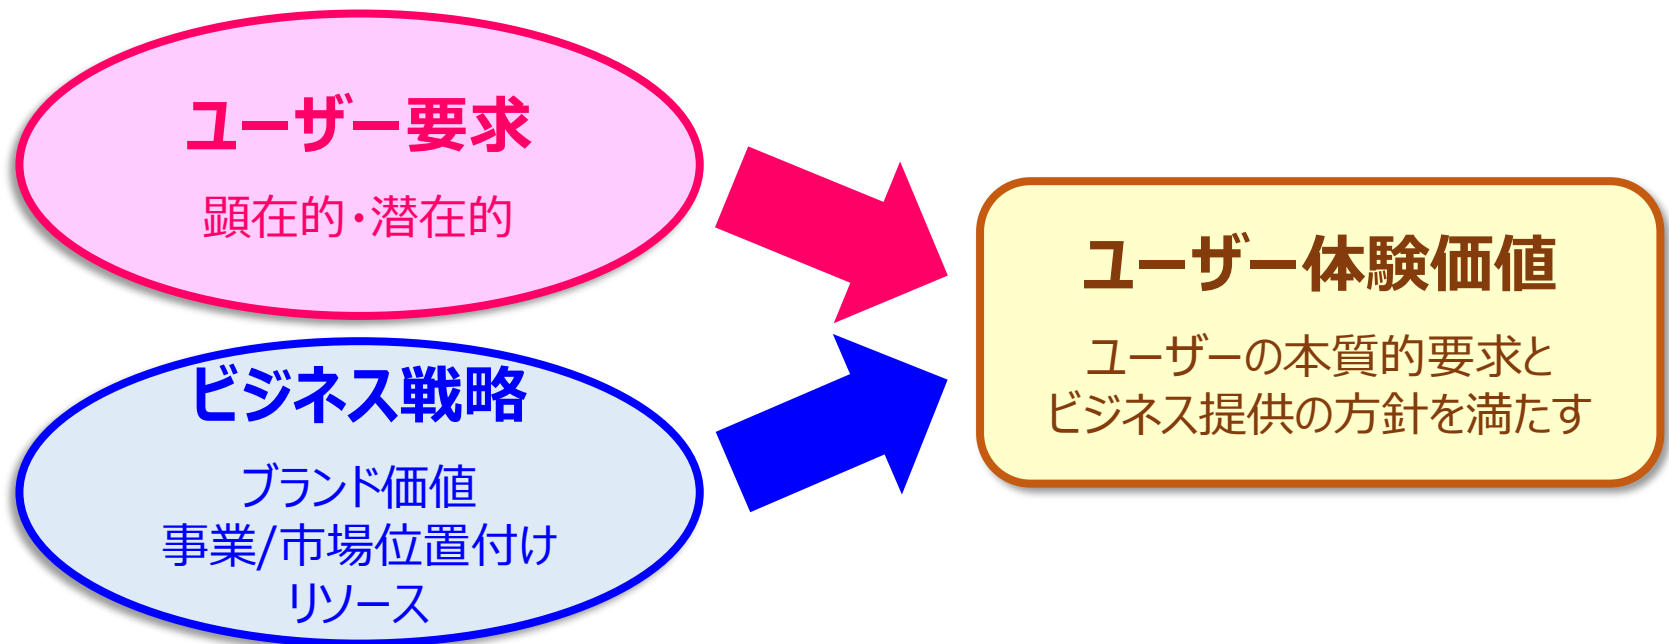 ユーザー要求
顕在的・潜在的
ビジネス戦略
ブランド価値
事業/市場位置付け
リソース
ユーザー体験価値
ユーザーの本質的要求と
ビジネス提供の方針を満たす